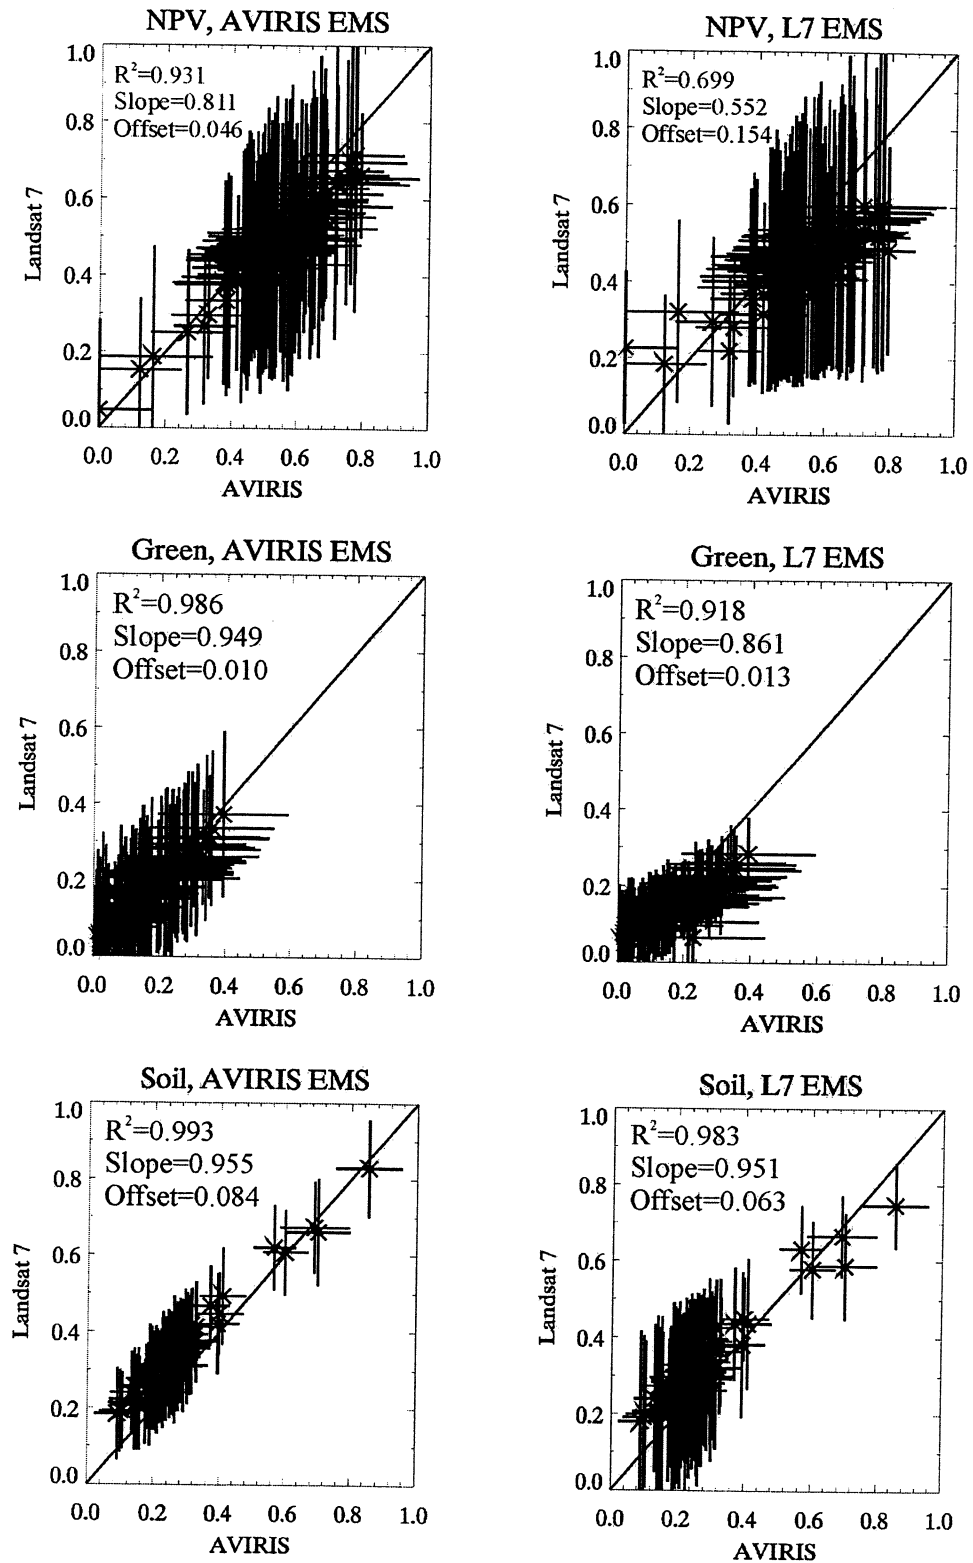 NPV, AVIRIS EMS
1.0
R²=0.931
Slope=0.811
Offset=0.046
0.8
0.6
0.4
0.2
0.0
Landsat 7
0.0 0.2 0.4 0.6 0.8 1.0
AVIRIS
NPV, L7 EMS
1.0
R²=0.699
Slope=0.552
Offset=0.154
0.8
0.6
0.4
0.2
0.0
Landsat 7
0.0 0.2 0.4 0.6 0.8 1.0
AVIRIS
Green, AVIRIS EMS
1.0
R²=0.986
Slope=0.949
Offset=0.010
0.8
0.6
0.4
0.2
0.0
Landsat 7
0.0 0.2 0.4 0.6 0.8 1.0
AVIRIS
Green, L7 EMS
1.0
R²=0.918
Slope=0.861
Offset=0.013
0.8
0.6
0.4
0.2
0.0
Landsat 7
0.0 0.2 0.4 0.6 0.8 1.0
AVIRIS
Soil, AVIRIS EMS
1.0
R²=0.993
Slope=0.955
Offset=0.084
0.8
0.6
0.4
0.2
0.0
Landsat 7
0.0 0.2 0.4 0.6 0.8 1.0
AVIRIS
Soil, L7 EMS
1.0
R²=0.983
Slope=0.951
Offset=0.063
0.8
0.6
0.4
0.2
0.0
Landsat 7
0.0 0.2 0.4 0.6 0.8 1.0
AVIRIS